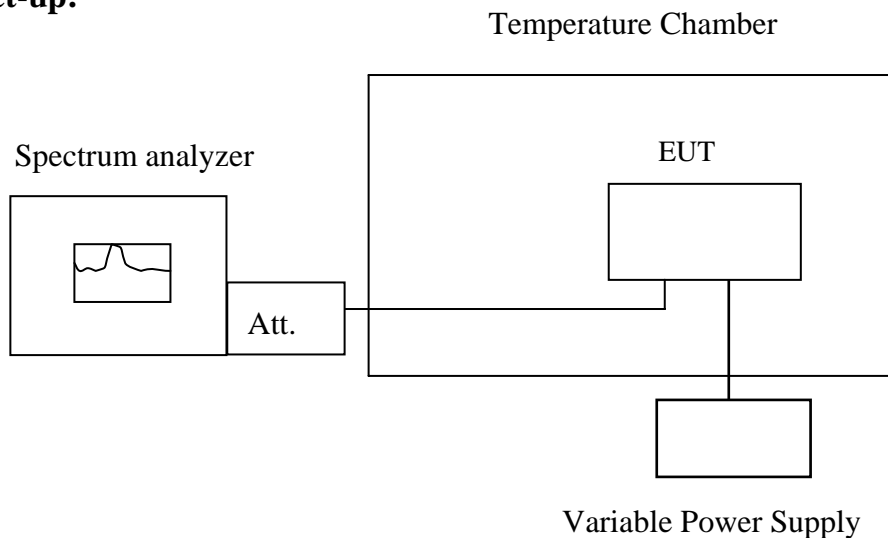 Temperature Chamber
Spectrum analyzer
EUT
Att.
Variable Power Supply